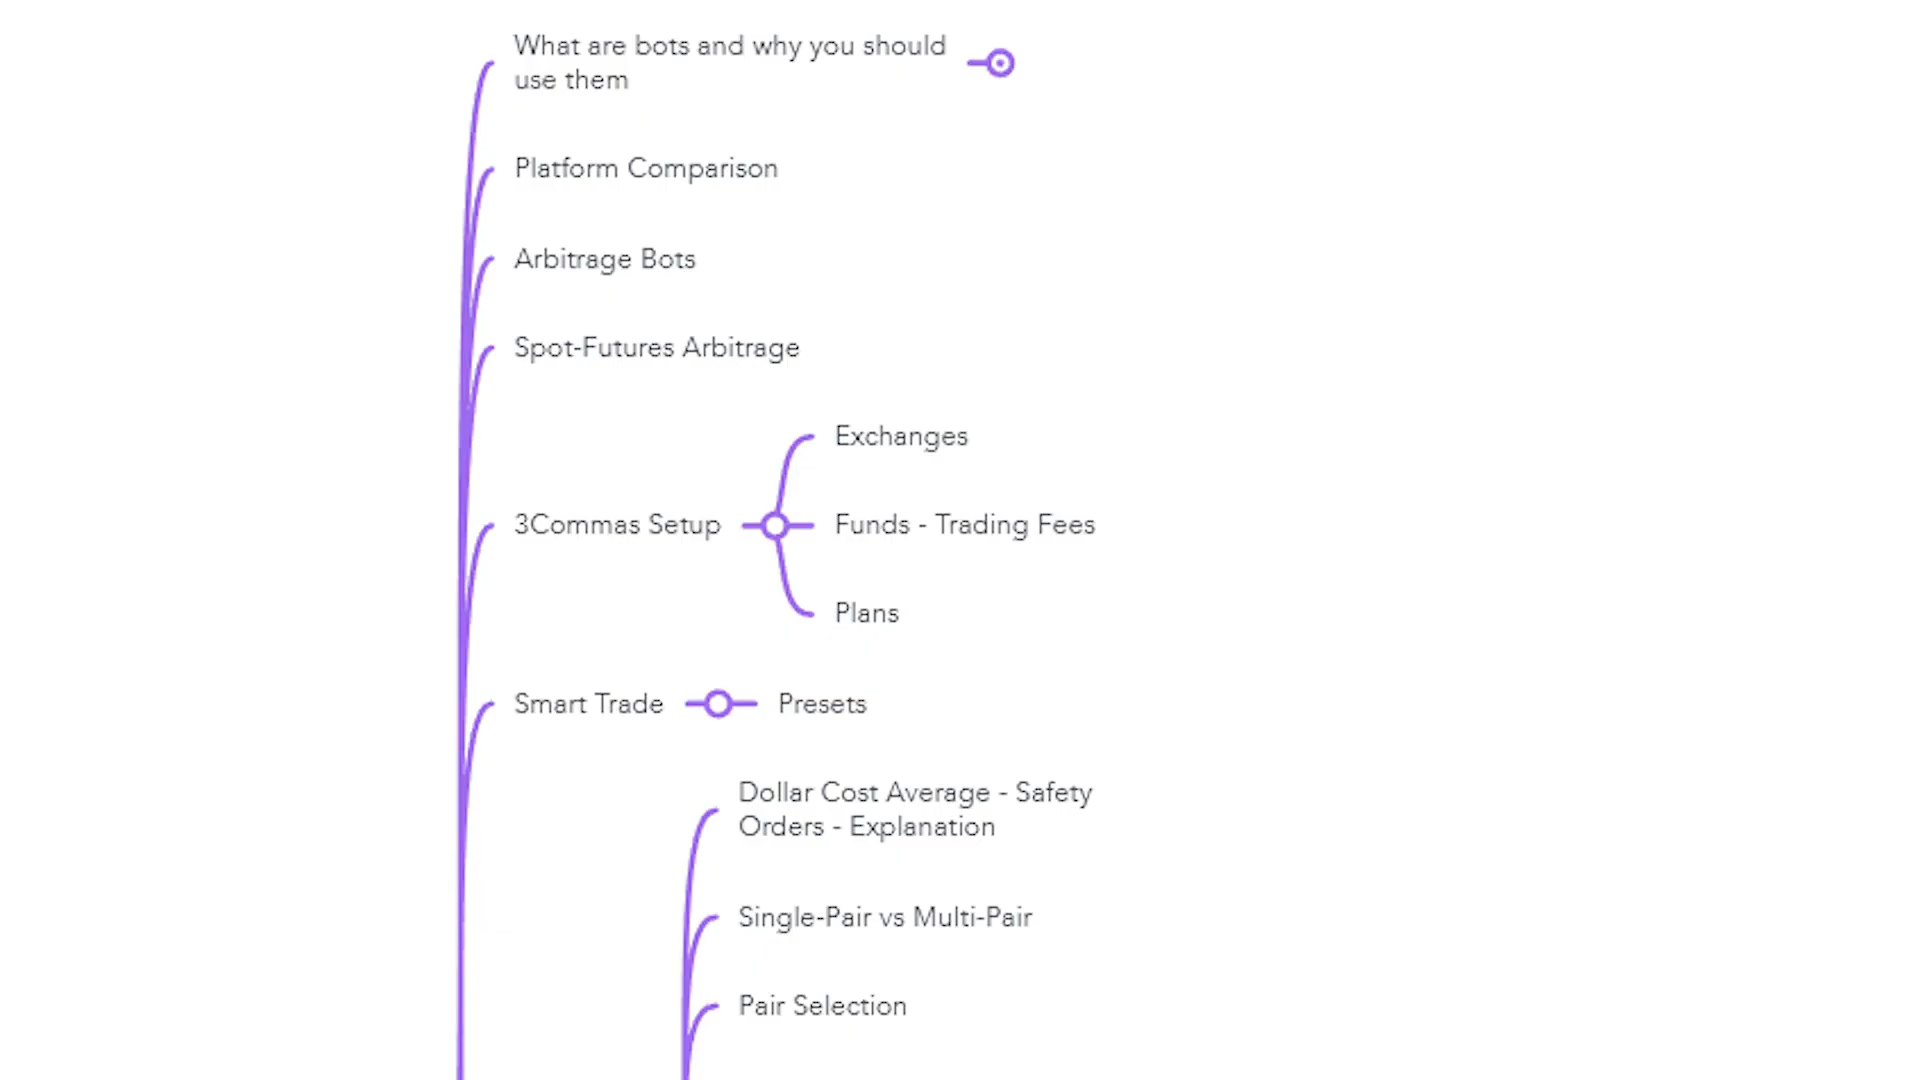 What are bots and why you should
use them
Platform Comparison
Arbitrage Bots
Spot-Futures Arbitrage
Exchanges
3Commas Setup
Funds - Trading Fees
Plans
Smart Trade
Presets
Dollar Cost Average - Safety
Orders - Explanation
Single-Pair vs Multi-Pair
Pair Selection